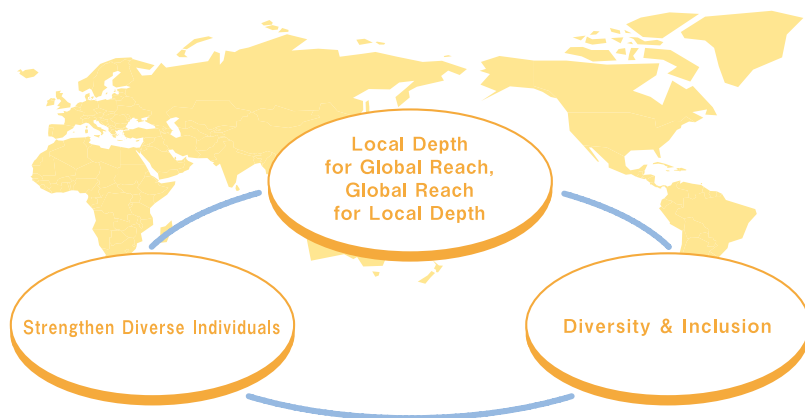 Local Depth
for Global Reach,
Global Reach
for Local Depth
Strengthen Diverse Individuals
Diversity & Inclusion